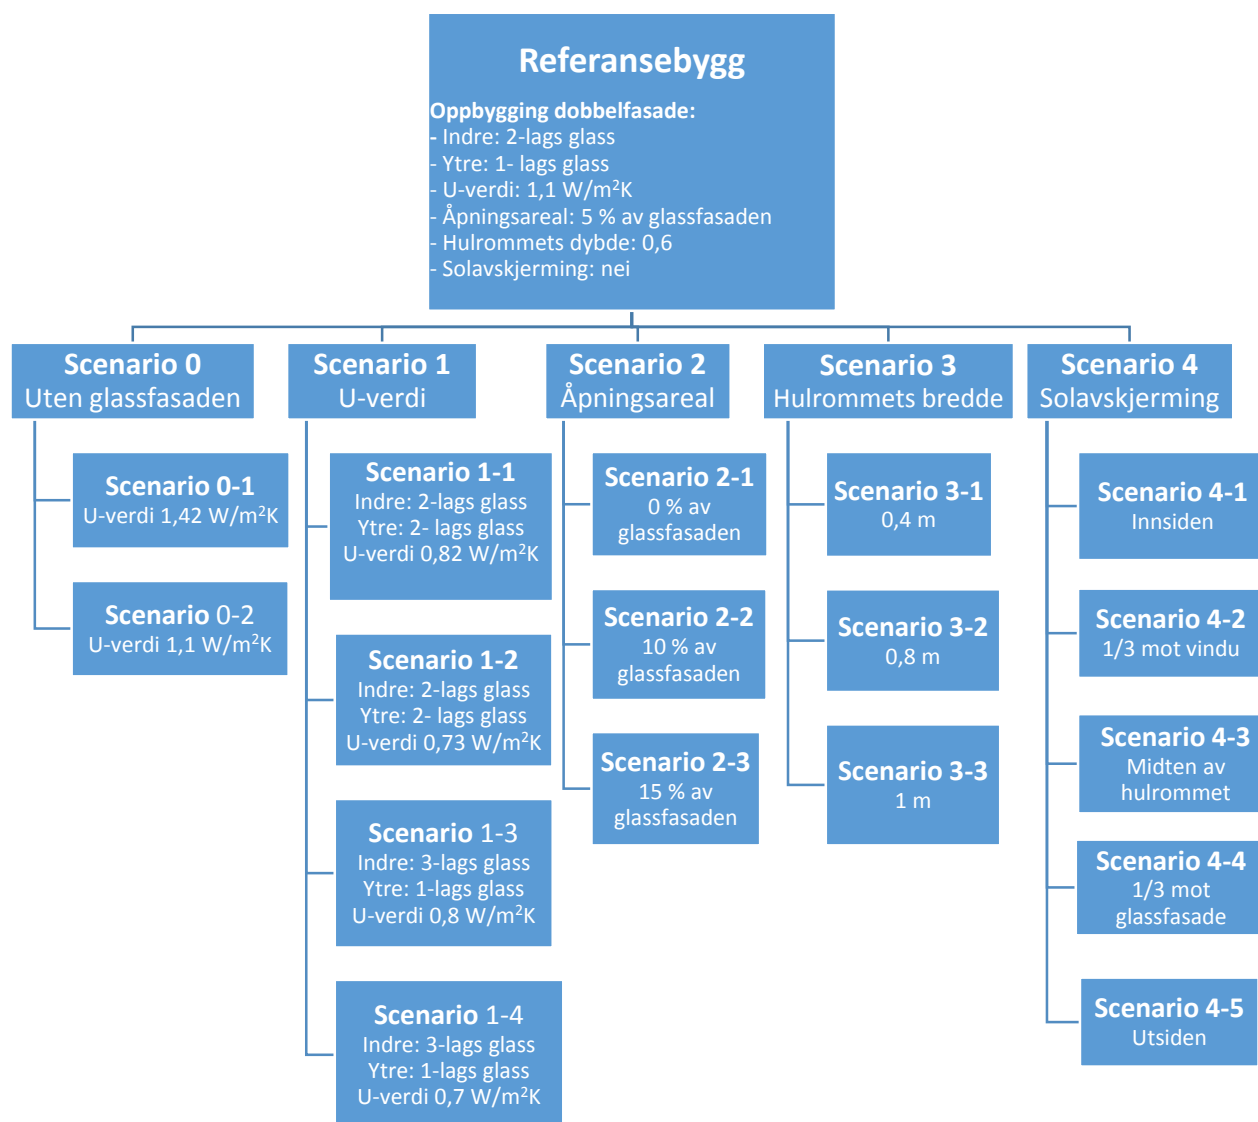 Referansebygg
Oppbygging dobbelfasade:
- Indre: 2-lags glass
- Ytre: 1- lags glass
- U-verdi: 1,1 W/m²K
- Åpningsareal: 5 % av glassfasaden
- Hulrommets dybde: 0,6
- Solavskjerming: nei
Scenario 0
Uten glassfasaden
Scenario 0-1
U-verdi 1,42 W/m²K
Scenario 0-2
U-verdi 1,1 W/m²K
Scenario 1
U-verdi
Scenario 1-1
Indre: 2-lags glass
Ytre: 2- lags glass
U-verdi 0,82 W/m²K
Scenario 1-2
Indre: 2-lags glass
Ytre: 2- lags glass
U-verdi 0,73 W/m²K
Scenario 1-3
Indre: 3-lags glass
Ytre: 1-lags glass
U-verdi 0,8 W/m²K
Scenario 1-4
Indre: 3-lags glass
Ytre: 1-lags glass
U-verdi 0,7 W/m²K
Scenario 2
Åpningsareal
Scenario 2-1
0 % av
glassfasaden
Scenario 2-2
10 % av
glassfasaden
Scenario 2-3
15 % av
glassfasaden
Scenario 3
Hulrommets bredde
Scenario 3-1
0,4 m
Scenario 3-2
0,8 m
Scenario 3-3
1 m
Scenario 4
Solavskjerming
Scenario 4-1
Innsiden
Scenario 4-2
1/3 mot vindu
Scenario 4-3
Midten av
hulrommet
Scenario 4-4
1/3 mot
glassfasade
Scenario 4-5
Utsiden